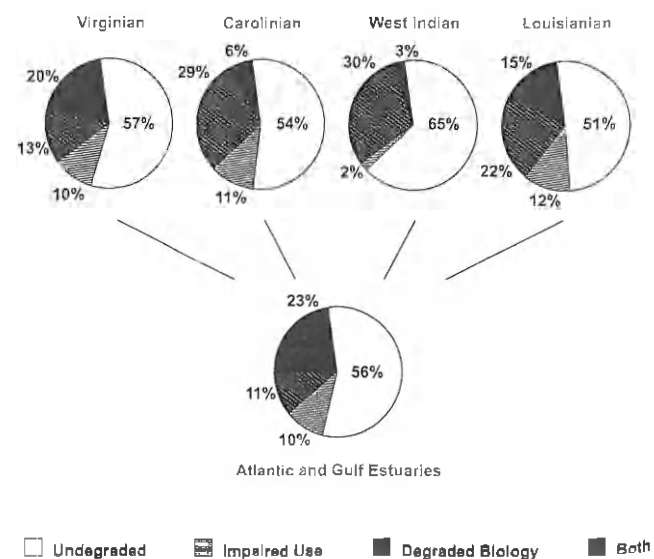 Virginian Carolinian West Indian Louisianian
6% 3%
20% 29% 30% 15%
57% 54% 65% 51%
13% 2% 22%
10% 11% 12%
23%
56%
11%
10%
Atlantic and Gulf Estuaries
Undegraded Impaired Use Degraded Biology Both